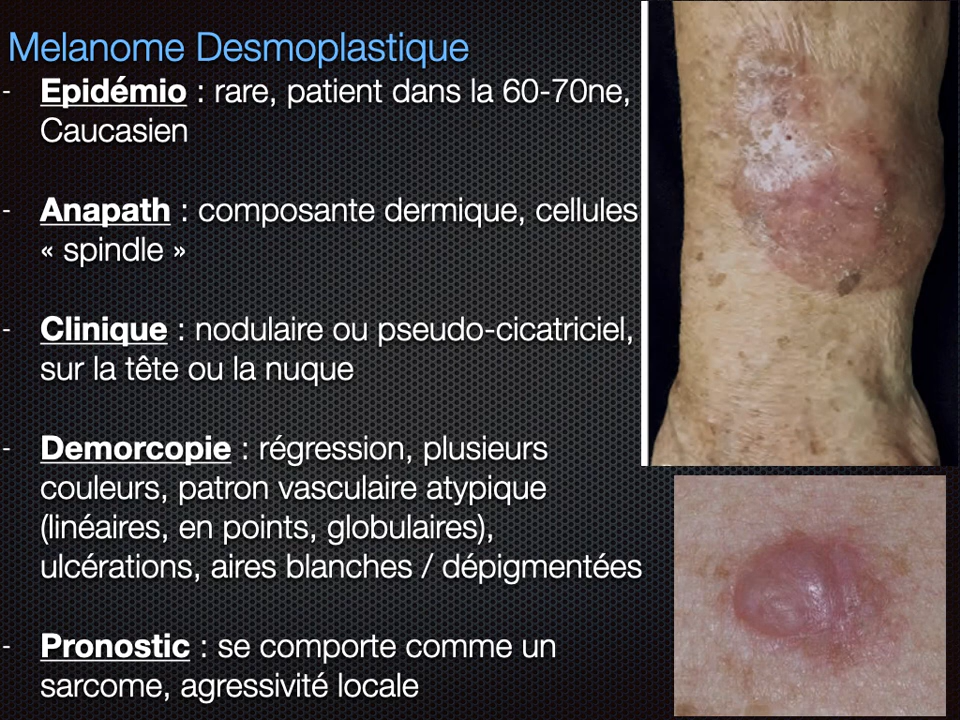 Melanome Desmoplastique
- Epidémio : rare, patient dans la 60-70ne,
Caucasien
- Anapath : composante dermique, cellules
« spindle »
- Clinique : nodulaire ou pseudo-cicatriciel,
sur la tête ou la nuque
- Demorcopie : régression, plusieurs
couleurs, patron vasculaire atypique
(linéaires, en points, globulaires),
ulcérations, aires blanches / dépigmentées
- Pronostic : se comporte comme un
sarcome, agressivité locale